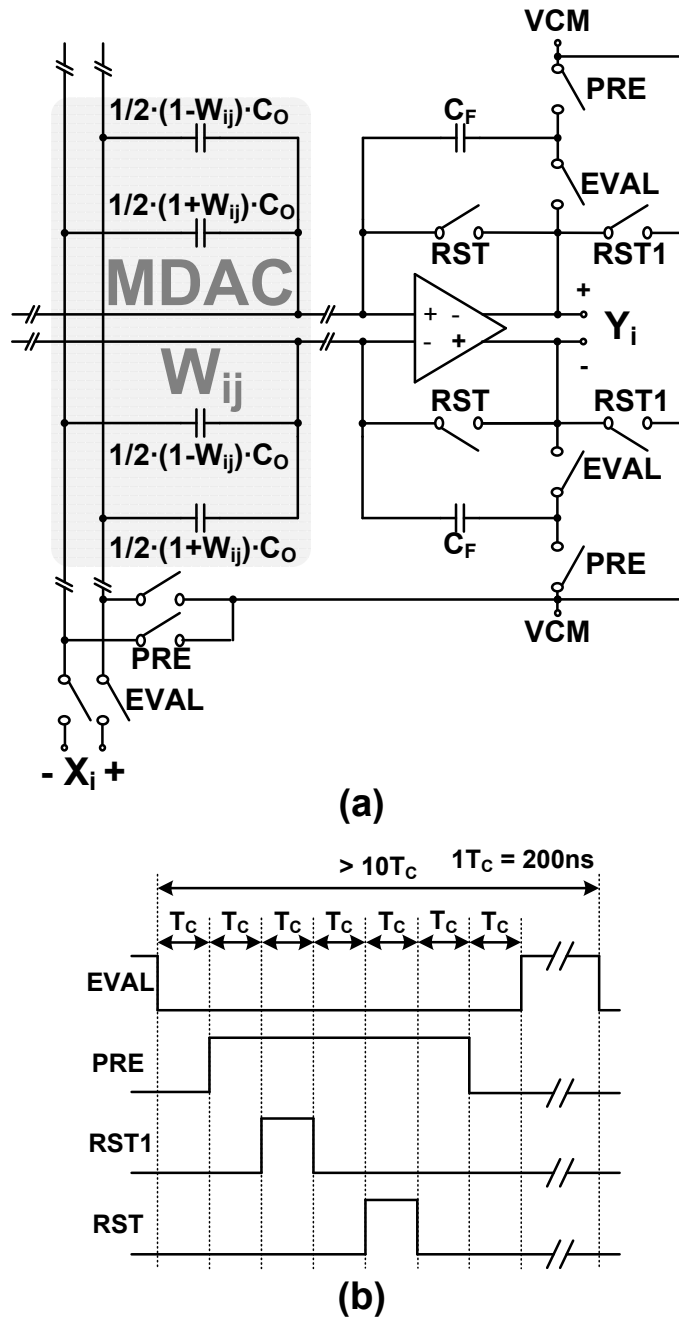 VCM
PRE
1/2·(1-Wij)·CO
CF
EVAL
1/2·(1+Wij)·CO
RST
RST1
MDAC
+ -
+
Yi
- +
-
Wij
RST
RST1
1/2·(1-Wij)·CO
EVAL
1/2·(1+Wij)·CO
CF
PRE
PRE
VCM
EVAL
- Xi +
(a)
> 10TC 1TC = 200ns
TC TC TC TC TC TC TC
EVAL
PRE
RST1
RST
(b)